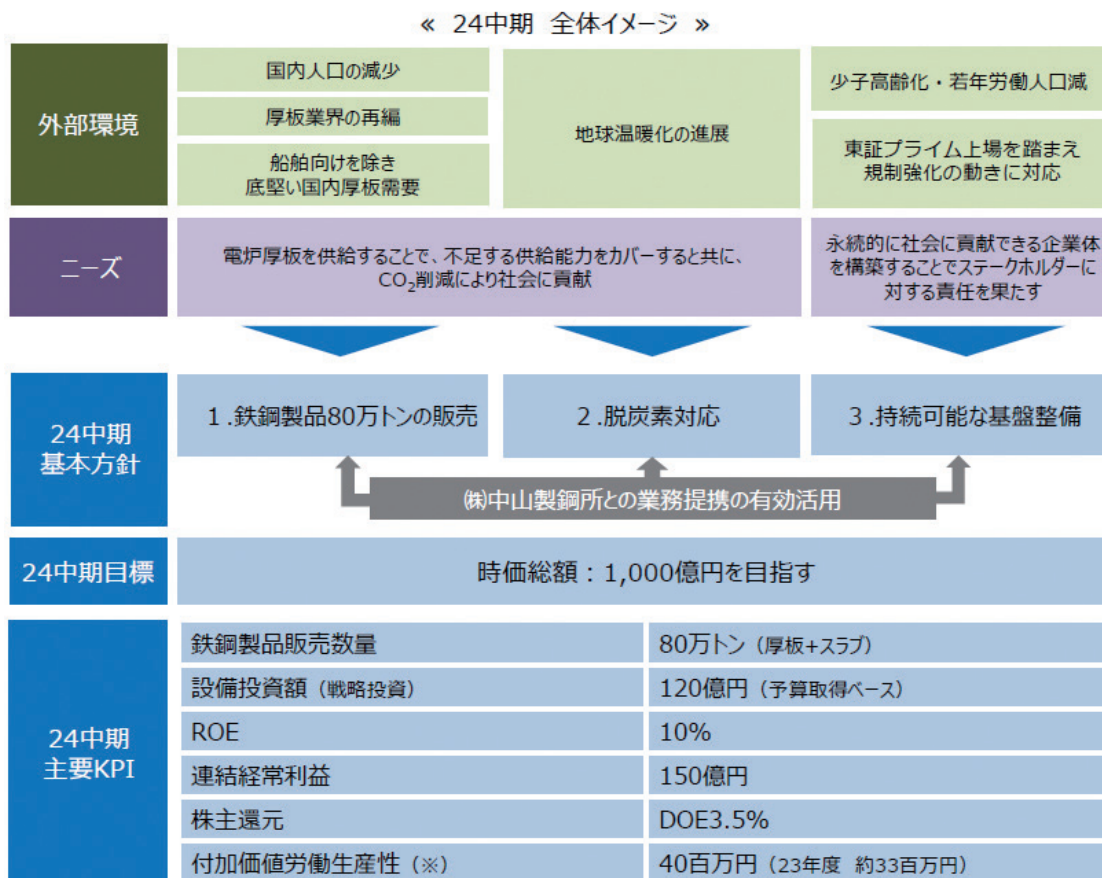 ≪ 24中期 全体イメージ ≫
外部環境
国内人口の減少
厚板業界の再編
船舶向けを除き
底堅い国内厚板需要
地球温暖化の進展
少子高齢化・若年労働人口減
東証プライム上場を踏まえ
規制強化の動きに対応
ニーズ
電炉厚板を供給することで、不足する供給能力をカバーすると共に、
CO₂削減により社会に貢献
永続的に社会に貢献できる企業体
を構築することでステークホルダーに
対する責任を果たす
24中期
基本方針
1.鉄鋼製品80万トンの販売
2.脱炭素対応
3.持続可能な基盤整備
㈱中山製鋼所との業務提携の有効活用
24中期目標
時価総額：1,000億円を目指す
24中期
主要KPI
鉄鋼製品販売数量
80万トン（厚板+スラブ）
設備投資額（戦略投資）
120億円（予算取得ベース）
ROE
10%
連結経常利益
150億円
株主還元
DOE3.5%
付加価値労働生産性（※）
40百万円（23年度 約33百万円）